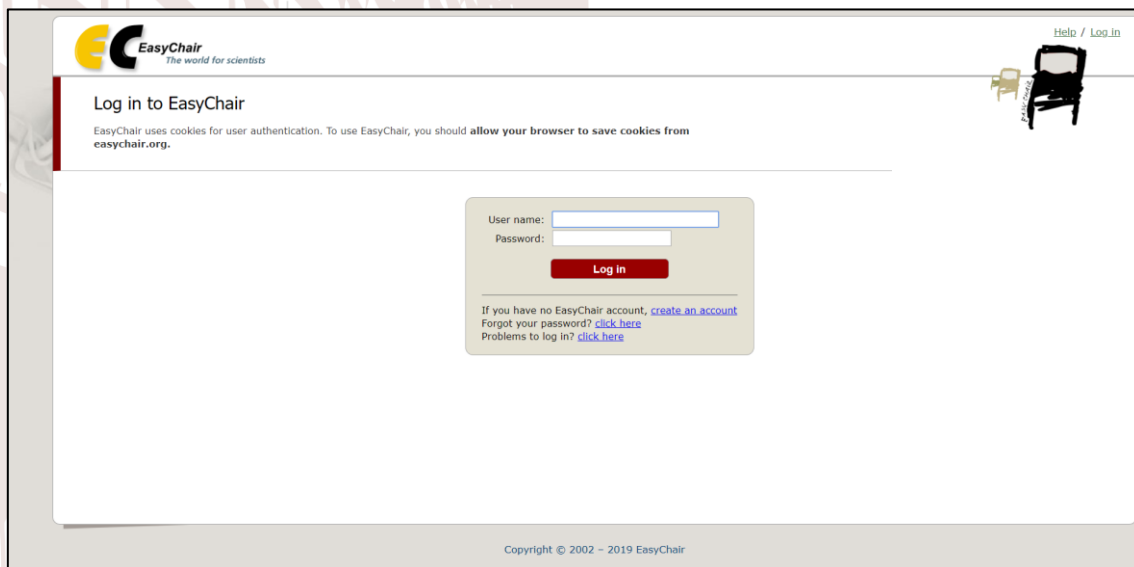 EC EasyChair
The world for scientists
Help / Log in
EASYCHAIR
Log in to EasyChair
EasyChair uses cookies for user authentication. To use EasyChair, you should allow your browser to save cookies from
easychair.org.
User name:
Password:
Log in
If you have no EasyChair account, create an account
Forgot your password? click here
Problems to log in? click here
Copyright © 2002 – 2019 EasyChair